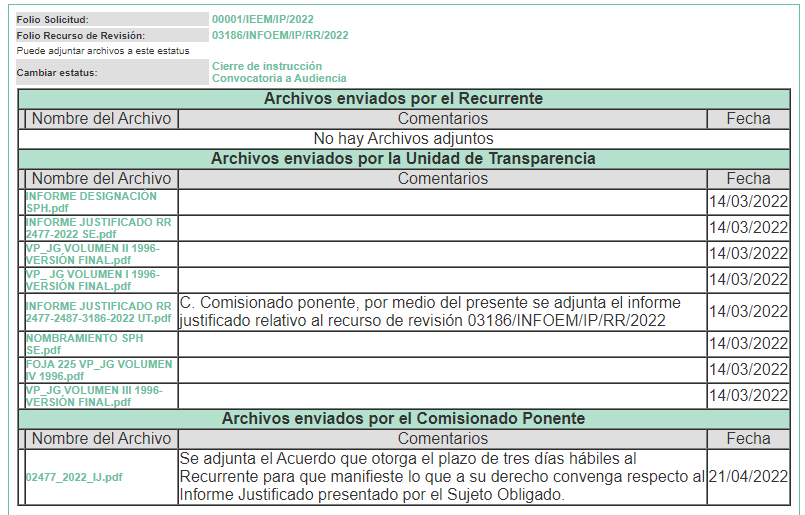 Folio Solicitud: 00001/IEEM/IP/2022
Folio Recurso de Revisión: 03186/INFOEM/IP/RR/2022
Puede adjuntar archivos a este estatus
Cambiar estatus: Cierre de instrucción
Convocatoria a Audiencia
Archivos enviados por el Recurrente
Nombre del Archivo Comentarios Fecha
No hay Archivos adjuntos
Archivos enviados por la Unidad de Transparencia
Nombre del Archivo Comentarios Fecha
INFORME DESIGNACIÓN
SPH.pdf 14/03/2022
INFORME JUSTIFICADO RR
2477-2022 SE.pdf 14/03/2022
VP_JG VOLUMEN II 1996-
VERSIÓN FINAL.pdf 14/03/2022
VP_ JG VOLUMEN I 1996-
VERSIÓN FINAL.pdf 14/03/2022
INFORME JUSTIFICADO RR
2477-2487-3186-2022 UT.pdf
C. Comisionado ponente, por medio del presente se adjunta el informe
justificado relativo al recurso de revisión 03186/INFOEM/IP/RR/2022
14/03/2022
NOMBRAMIENTO SPH
SE.pdf 14/03/2022
FOJA 225 VP_JG VOLUMEN
IV 1996.pdf 14/03/2022
VP_JG VOLUMEN III 1996-
VERSIÓN FINAL.pdf 14/03/2022
Archivos enviados por el Comisionado Ponente
Nombre del Archivo Comentarios Fecha
02477_2022_IJ.pdf
Se adjunta el Acuerdo que otorga el plazo de tres días hábiles al
Recurrente para que manifieste lo que a su derecho convenga respecto al
Informe Justificado presentado por el Sujeto Obligado.
21/04/2022